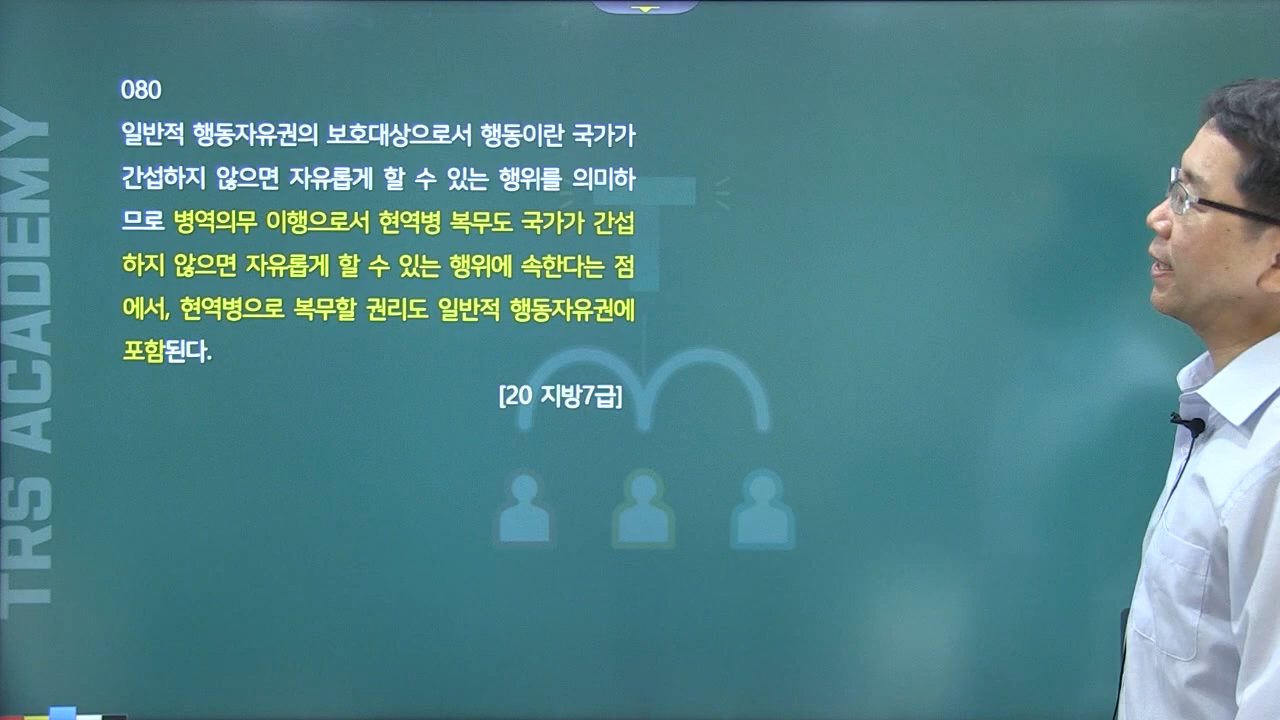 080
일반적 행동자유권의 보호대상으로서 행동이란 국가가
간섭하지 않으면 자유롭게 할 수 있는 행위를 의미하
므로 병역의무 이행으로서 현역병 복무도 국가가 간섭
하지 않으면 자유롭게 할 수 있는 행위에 속한다는 점
에서, 현역병으로 복무할 권리도 일반적 행동자유권에
포함된다.
[20 지방7급]
TRS ACADEMY